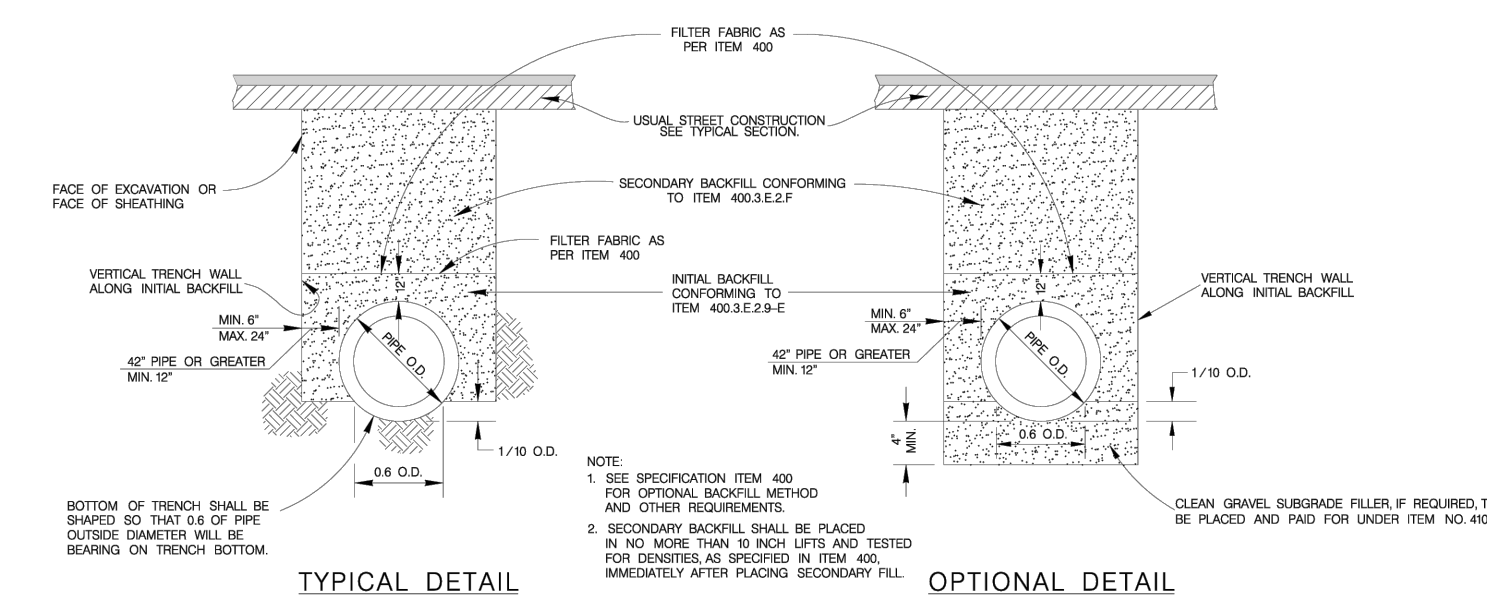 FILTER FABRIC AS
PER ITEM 400
USUAL STREET CONSTRUCTION
SEE TYPICAL SECTION.
FACE OF EXCAVATION OR
FACE OF SHEATHING
SECONDARY BACKFILL CONFORMING
TO ITEM 400.3.E.2.F
FILTER FABRIC AS
PER ITEM 400
VERTICAL TRENCH WALL
ALONG INITIAL BACKFILL
12"
INITIAL BACKFILL
CONFORMING TO
ITEM 400.3.E.2.9-E
12"
VERTICAL TRENCH WALL
ALONG INITIAL BACKFILL
MIN. 6"
MAX. 24"
42" PIPE OR GREATER
MIN. 12"
PIPE O.D.
MIN. 6"
MAX. 24"
42" PIPE OR GREATER
MIN. 12"
PIPE O.D.
1/10 O.D.
1/10 O.D.
0.6 O.D.
4"
MIN.
0.6 O.D.
BOTTOM OF TRENCH SHALL BE
SHAPED SO THAT 0.6 OF PIPE
OUTSIDE DIAMETER WILL BE
BEARING ON TRENCH BOTTOM.
NOTE:
1. SEE SPECIFICATION ITEM 400
FOR OPTIONAL BACKFILL METHOD
AND OTHER REQUIREMENTS.
2. SECONDARY BACKFILL SHALL BE PLACED
IN NO MORE THAN 10 INCH LIFTS AND TESTED
FOR DENSITIES, AS SPECIFIED IN ITEM 400,
IMMEDIATELY AFTER PLACING SECONDARY FILL.
CLEAN GRAVEL SUBGRADE FILLER, IF REQUIRED, T
BE PLACED AND PAID FOR UNDER ITEM NO. 410
TYPICAL DETAIL
OPTIONAL DETAIL